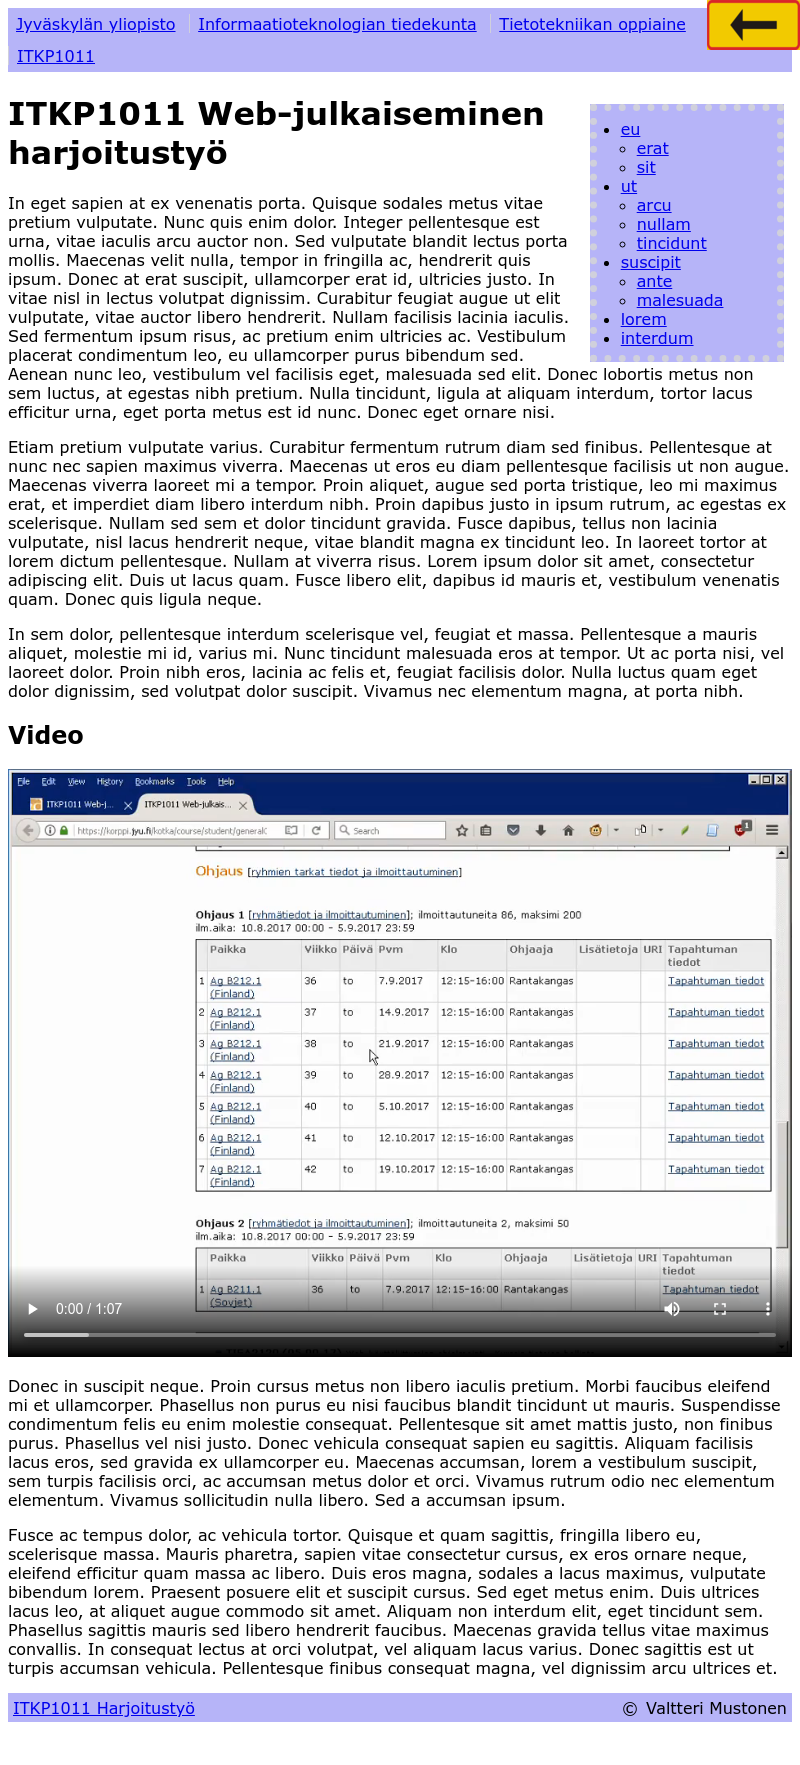 Jyväskylän yliopisto Informaatioteknologian tiedekunta Tietotekniikan oppiaine
ITKP1011
ITKP1011 Web-julkaiseminen
harjoitustyö
eu
erat
sit
ut
arcu
nullam
tincidunt
suscipit
ante
malesuada
lorem
interdum
In eget sapien at ex venenatis porta. Quisque sodales metus vitae
pretium vulputate. Nunc quis enim dolor. Integer pellentesque est
urna, vitae iaculis arcu auctor non. Sed vulputate blandit lectus porta
mollis. Maecenas velit nulla, tempor in fringilla ac, hendrerit quis
ipsum. Donec at erat suscipit, ullamcorper erat id, ultricies justo. In
vitae nisl in lectus volutpat dignissim. Curabitur feugiat augue ut elit
vulputate, vitae auctor libero hendrerit. Nullam facilisis lacinia iaculis.
Sed fermentum ipsum risus, ac pretium enim ultricies ac. Vestibulum
placerat condimentum leo, eu ullamcorper purus bibendum sed.
Aenean nunc leo, vestibulum vel facilisis eget, malesuada sed elit. Donec lobortis metus non
sem luctus, at egestas nibh pretium. Nulla tincidunt, ligula at aliquam interdum, tortor lacus
efficitur urna, eget porta metus est id nunc. Donec eget ornare nisi.
Etiam pretium vulputate varius. Curabitur fermentum rutrum diam sed finibus. Pellentesque at
nunc nec sapien maximus viverra. Maecenas ut eros eu diam pellentesque facilisis ut non augue.
Maecenas viverra laoreet mi a tempor. Proin aliquet, augue sed porta tristique, leo mi maximus
erat, et imperdiet diam libero interdum nibh. Proin dapibus justo in ipsum rutrum, ac egestas ex
scelerisque. Nullam sed sem et dolor tincidunt gravida. Fusce dapibus, tellus non lacinia
vulputate, nisl lacus hendrerit neque, vitae blandit magna ex tincidunt leo. In laoreet tortor at
lorem dictum pellentesque. Nullam at viverra risus. Lorem ipsum dolor sit amet, consectetur
adipiscing elit. Duis ut lacus quam. Fusce libero elit, dapibus id mauris et, vestibulum venenatis
quam. Donec quis ligula neque.
In sem dolor, pellentesque interdum scelerisque vel, feugiat et massa. Pellentesque a mauris
aliquet, molestie mi id, varius mi. Nunc tincidunt malesuada eros at tempor. Ut ac porta nisi, vel
laoreet dolor. Proin nibh eros, lacinia ac felis et, feugiat facilisis dolor. Nulla luctus quam eget
dolor dignissim, sed volutpat dolor suscipit. Vivamus nec elementum magna, at porta nibh.
Video
File Edit View History Bookmarks Tools Help
ITKP1011 Web-j... ITKP1011 Web-julkais...
https://korppi.jyu.fi/kotka/course/student/general Search 1
Ohjaus [ryhmien tarkat tiedot ja ilmoittautuminen]
Ohjaus 1 [ryhmätiedot ja ilmoittautuminen]; ilmoittautuneita 86, maksimi 200
ilm.aika: 10.8.2017 00:00 - 5.9.2017 23:59
Paikka Viikko Päivä Pvm Klo Ohjaaja Lisätietoja URI Tapahtuman
tiedot
1 Ag B212.1 36 to 7.9.2017 12:15-16:00 Rantakangas Tapahtuman tiedot
(Finland)
2 Ag B212.1 37 to 14.9.2017 12:15-16:00 Rantakangas Tapahtuman tiedot
(Finland)
3 Ag B212.1 38 to 21.9.2017 12:15-16:00 Rantakangas Tapahtuman tiedot
(Finland)
4 Ag B212.1 39 to 28.9.2017 12:15-16:00 Rantakangas Tapahtuman tiedot
(Finland)
5 Ag B212.1 40 to 5.10.2017 12:15-16:00 Rantakangas Tapahtuman tiedot
(Finland)
6 Ag B212.1 41 to 12.10.2017 12:15-16:00 Rantakangas Tapahtuman tiedot
(Finland)
7 Ag B212.1 42 to 19.10.2017 12:15-16:00 Rantakangas Tapahtuman tiedot
(Finland)
Ohjaus 2 [ryhmätiedot ja ilmoittautuminen]; ilmoittautuneita 2, maksimi 50
ilm.aika: 10.8.2017 00:00 - 5.9.2017 23:59
Paikka Viikko Päivä Pvm Klo Ohjaaja Lisätietoja URI Tapahtuman
tiedot
1 Ag B211.1 36 to 7.9.2017 12:15-16:00 Rantakangas Tapahtuman tiedot
(Sovjet)
0:00 / 1:07
Donec in suscipit neque. Proin cursus metus non libero iaculis pretium. Morbi faucibus eleifend
mi et ullamcorper. Phasellus non purus eu nisi faucibus blandit tincidunt ut mauris. Suspendisse
condimentum felis eu enim molestie consequat. Pellentesque sit amet mattis justo, non finibus
purus. Phasellus vel nisi justo. Donec vehicula consequat sapien eu sagittis. Aliquam facilisis
lacus eros, sed gravida ex ullamcorper eu. Maecenas accumsan, lorem a vestibulum suscipit,
sem turpis facilisis orci, ac accumsan metus dolor et orci. Vivamus rutrum odio nec elementum
elementum. Vivamus sollicitudin nulla libero. Sed a accumsan ipsum.
Fusce ac tempus dolor, ac vehicula tortor. Quisque et quam sagittis, fringilla libero eu,
scelerisque massa. Mauris pharetra, sapien vitae consectetur cursus, ex eros ornare neque,
eleifend efficitur quam massa ac libero. Duis eros magna, sodales a lacus maximus, vulputate
bibendum lorem. Praesent posuere elit et suscipit cursus. Sed eget metus enim. Duis ultrices
lacus leo, at aliquet augue commodo sit amet. Aliquam non interdum elit, eget tincidunt sem.
Phasellus sagittis mauris sed libero hendrerit faucibus. Maecenas gravida tellus vitae maximus
convallis. In consequat lectus at orci volutpat, vel aliquam lacus varius. Donec sagittis est ut
turpis accumsan vehicula. Pellentesque finibus consequat magna, vel dignissim arcu ultrices et.
ITKP1011 Harjoitustyö © Valtteri Mustonen